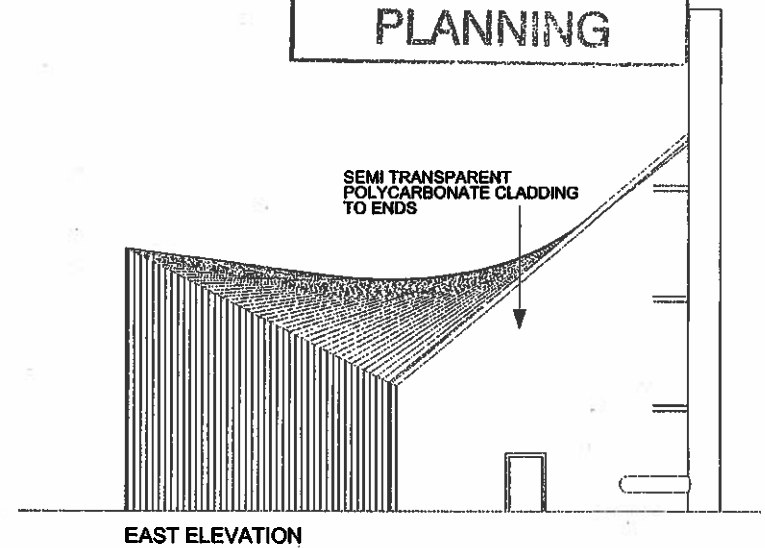 PLANNING
SEMI TRANSPARENT
POLYCARBONATE CLADDING
TO ENDS
EAST ELEVATION